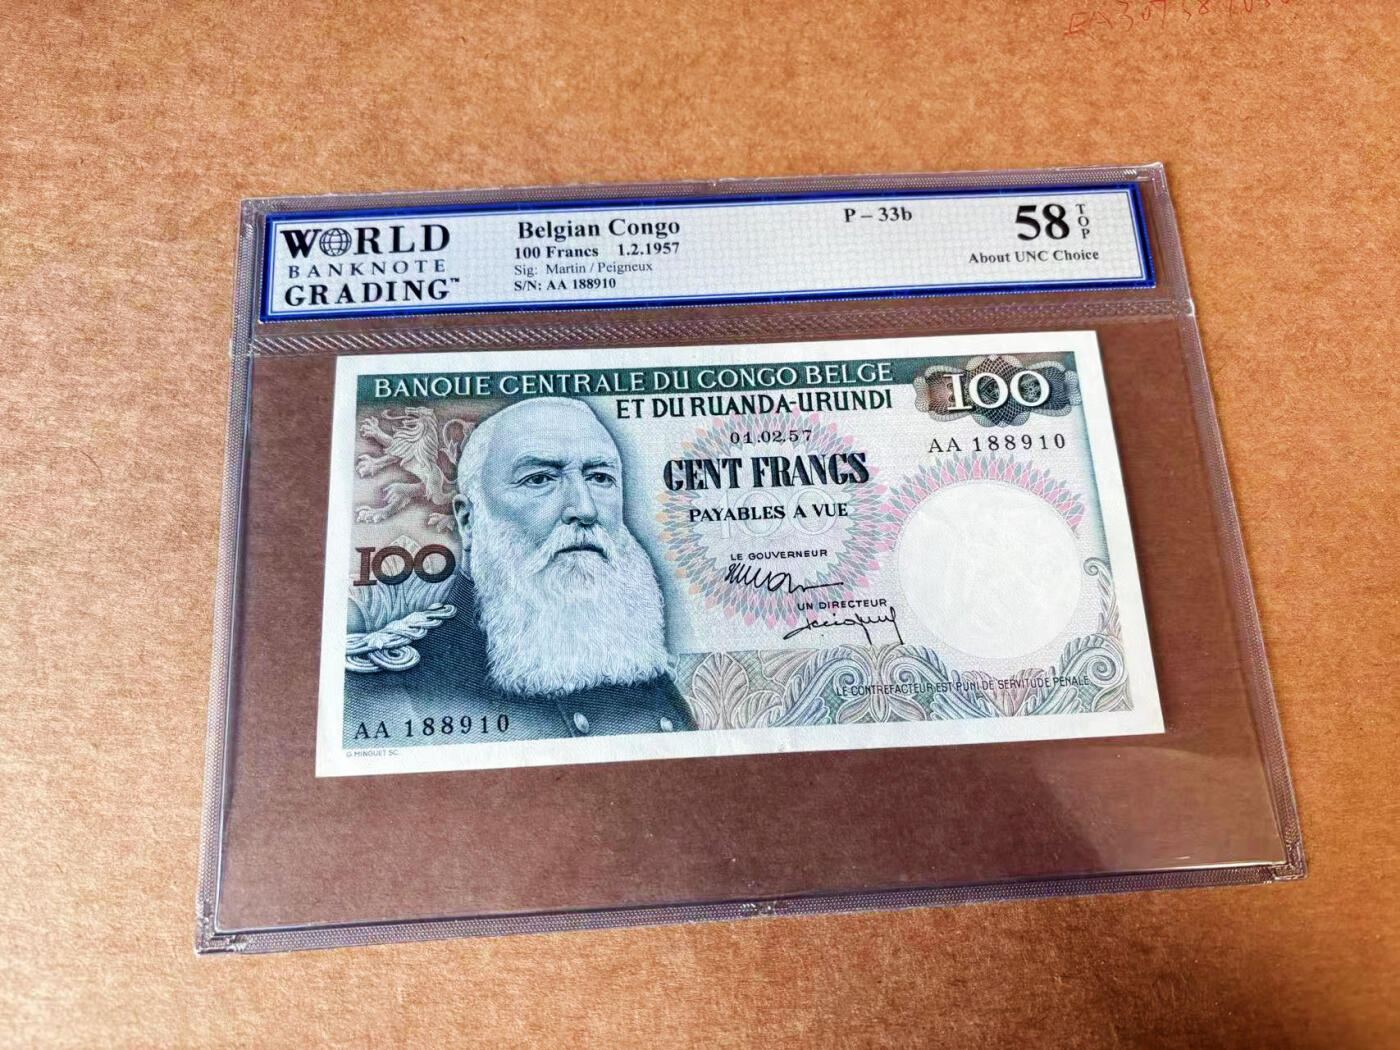 WORLD
BANKNOTE
GRADING™
Belgian Congo
100 Francs 1.2.1957
Sig: Martin / Peigneux
S/N: AA 188910
P – 33b
58 TOP
About UNC Choice
BANQUE CENTRALE DU CONGO BELGE
ET DU RUANDA-URUNDI
100
01.02.57
AA 188910
CENT FRANCS
PAYABLES A VUE
100
LE GOUVERNEUR
UN DIRECTEUR
LE CONTREFACTEUR EST PUNI DE SERVITUDE PENALE
AA 188910
G. MINGUET SC.